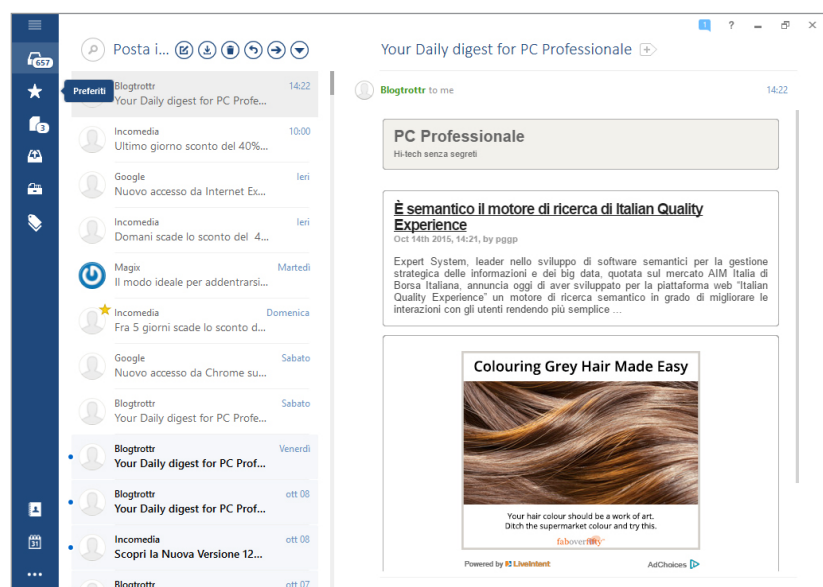 1
?
657
Posta i...
Your Daily digest for PC Professionale
Preferiti
Blogtrottr
14:22
Your Daily digest for PC Profe...
Blogtrottr to me
14:22
3
Incomedia
10:00
Ultimo giorno sconto del 40%...
PC Professionale
Hi-tech senza segreti
Google
Ieri
Nuovo accesso da Internet Ex...
Incomedia
Ieri
Domani scade lo sconto del 4...
È semantico il motore di ricerca di Italian Quality
Experience
Oct 14th 2015, 14:21, by pggp
Expert System, leader nello sviluppo di software semantici per la gestione
strategica delle informazioni e dei big data, quotata sul mercato AIM Italia di
Borsa Italiana, annuncia oggi di aver sviluppato per la piattaforma web "Italian
Quality Experience" un motore di ricerca semantico in grado di migliorare le
interazioni con gli utenti rendendo più semplice ...
Magix
Martedì
Il modo ideale per addentrarsi...
Incomedia
Domenica
Fra 5 giorni scade lo sconto d...
Google
Sabato
Nuovo accesso da Chrome su...
Blogtrottr
Sabato
Your Daily digest for PC Profe...
Blogtrottr
Venerdì
Your Daily digest for PC Prof...
Blogtrottr
ott 08
Your Daily digest for PC Prof...
Incomedia
ott 08
Scopri la Nuova Versione 12...
Blogtrottr
ott 07
31
Colouring Grey Hair Made Easy
Your hair colour should be a work of art.
Ditch the supermarket colour and try this.
faboverfifty
Powered by LiveIntent
AdChoices